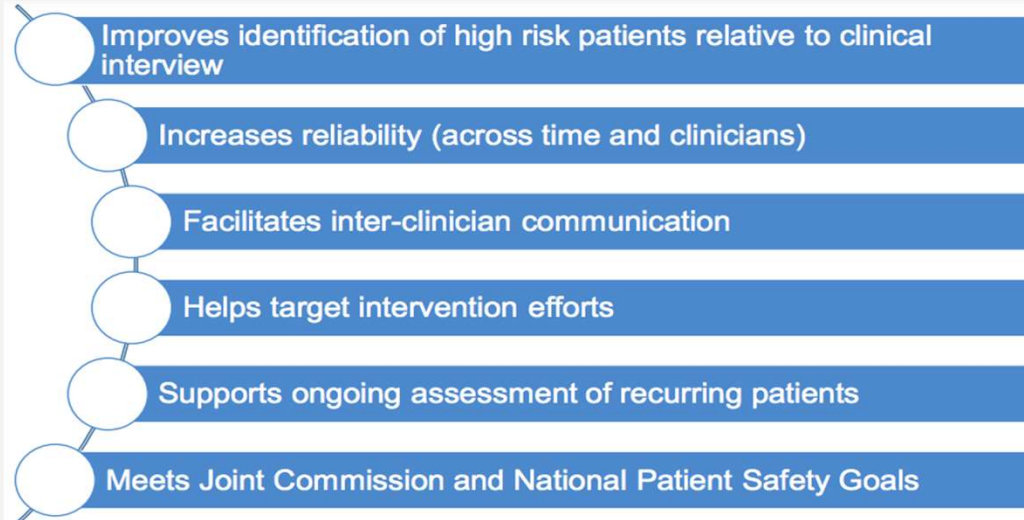 Improves identification of high risk patients relative to clinical
interview
Increases reliability (across time and clinicians)
Facilitates inter-clinician communication
Helps target intervention efforts
Supports ongoing assessment of recurring patients
Meets Joint Commission and National Patient Safety Goals